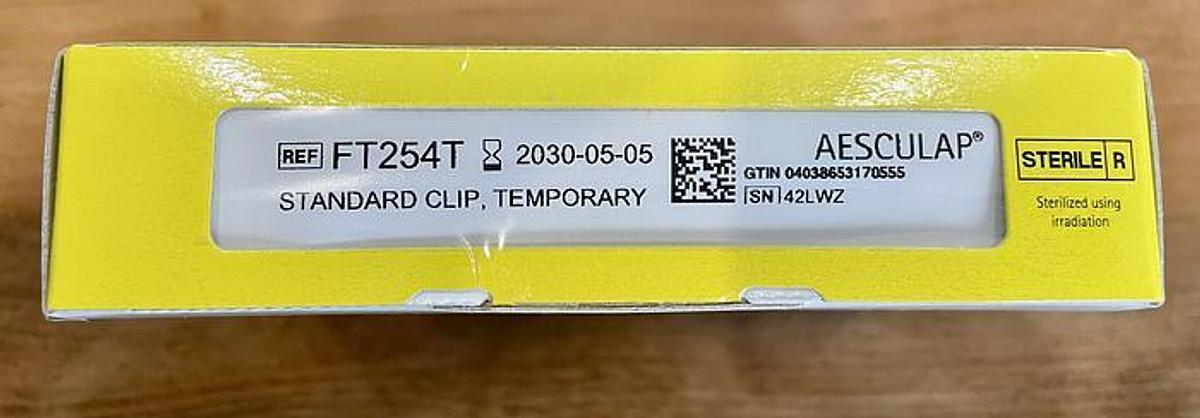 REF FT254T 2030-05-05
STANDARD CLIP, TEMPORARY
AESCULAP®
GTIN 04038653170555
SN 42LWZ
STERILE R
Sterilized using
irradiation